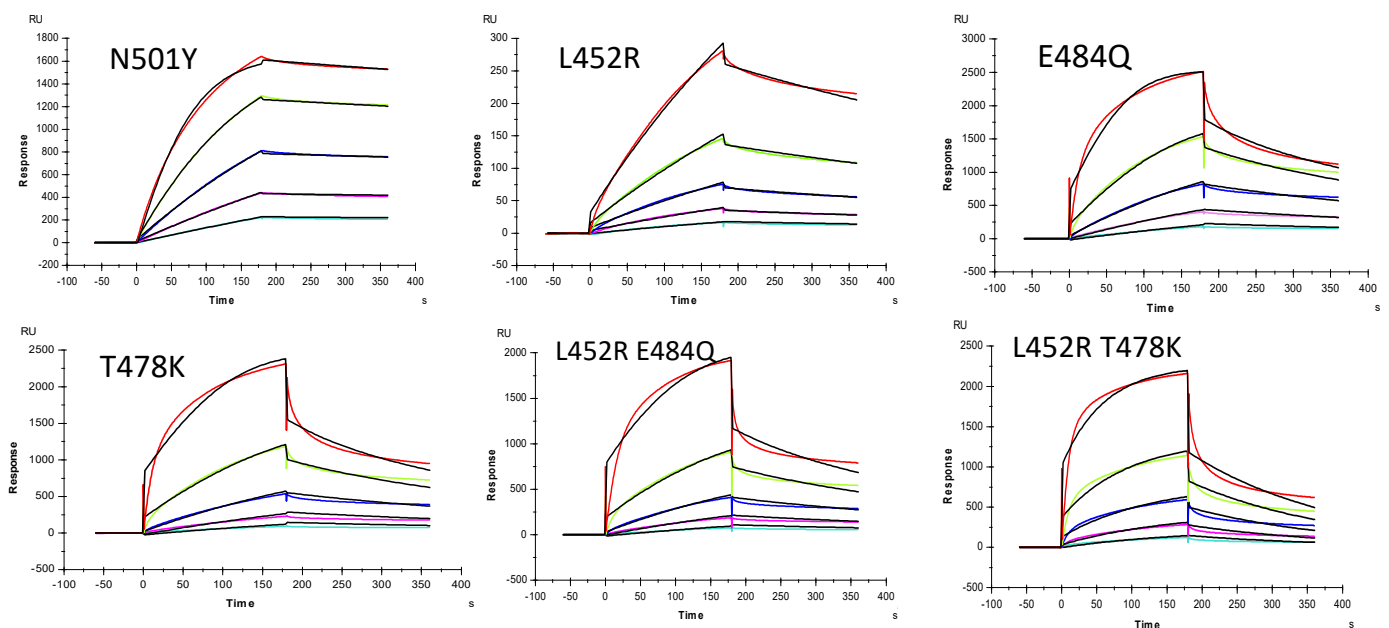 RU
N501Y
1800
1600
1400
1200
1000
800
600
400
200
0
-200
-100 -50 0 50 100 150 200 250 300 350 400
Response
Time
s
RU
L452R
350
300
250
200
150
100
50
0
-50
-100 -50 0 50 100 150 200 250 300 350 400
Response
Time
s
RU
E484Q
3000
2500
2000
1500
1000
500
0
-500
-100 -50 0 50 100 150 200 250 300 350 400
Response
Time
s
RU
T478K
2500
2000
1500
1000
500
0
-500
-100 -50 0 50 100 150 200 250 300 350 400 450
Response
Time
s
RU
L452R E484Q
2000
1500
1000
500
0
-500
-100 -50 0 50 100 150 200 250 300 350 400
Response
Time
s
RU
L452R T478K
2500
2000
1500
1000
500
0
-500
-100 -50 0 50 100 150 200 250 300 350 400
Response
Time
s